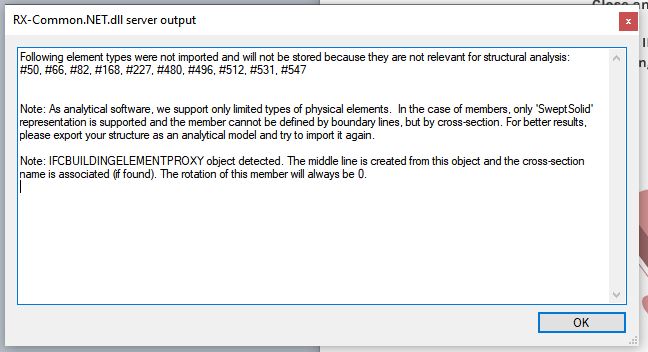 RX-Common.NET.dll server output
Following element types were not imported and will not be stored because they are not relevant for structural analysis:
#50, #66, #82, #168, #227, #480, #496, #512, #531, #547
Note: As analytical software, we support only limited types of physical elements.  In the case of members, only 'SweptSolid'
representation is supported and the member cannot be defined by boundary lines, but by cross-section. For better results,
please export your structure as an analytical model and try to import it again.
Note: IFCBUILDINGELEMENTPROXY object detected. The middle line is created from this object and the cross-section
name is associated (if found). The rotation of this member will always be 0.
OK